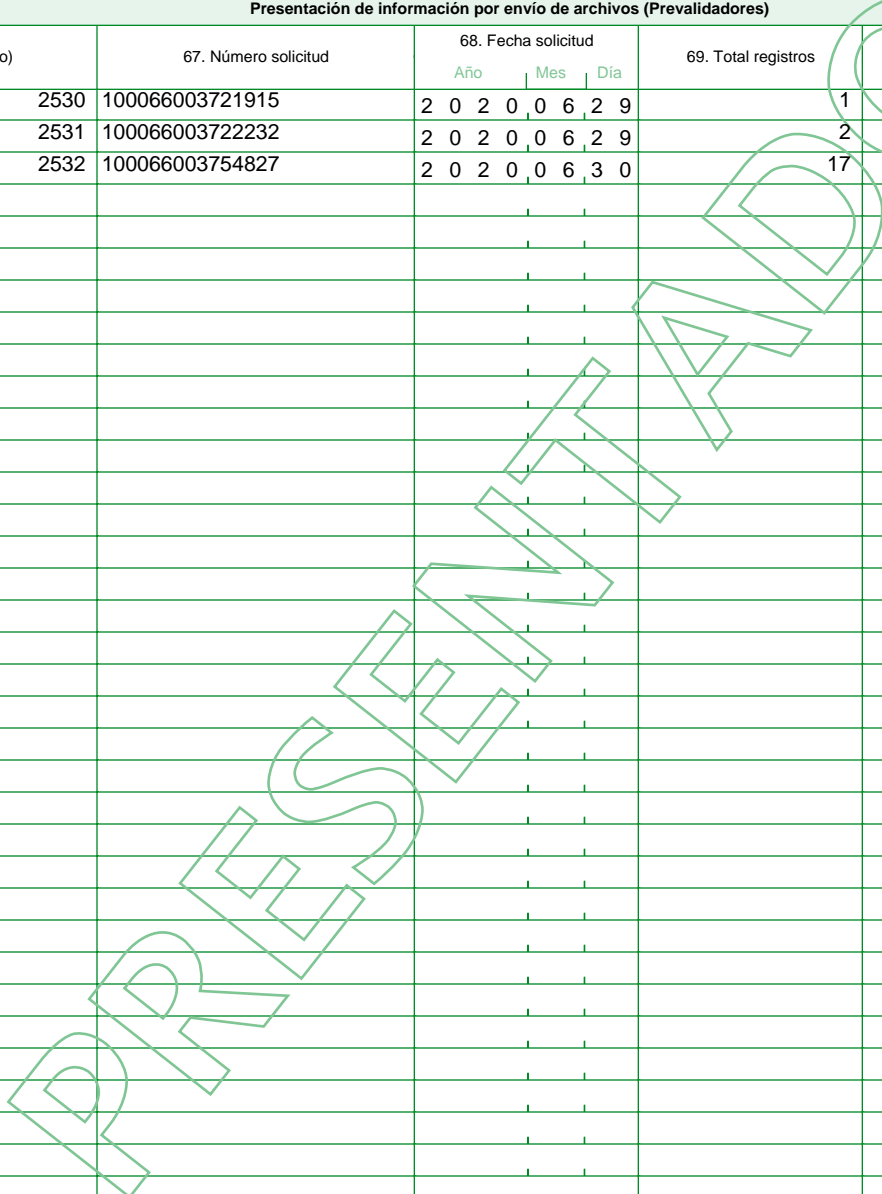 Presentación de información por envío de archivos (Prevalidadores)
o) 67. Número solicitud 68. Fecha solicitud 69. Total registros
Año Mes Día
2530 100066003721915 2 0 2 0 0 6 2 9 1
2531 100066003722232 2 0 2 0 0 6 2 9 2
2532 100066003754827 2 0 2 0 0 6 3 0 17
PRESENTADO